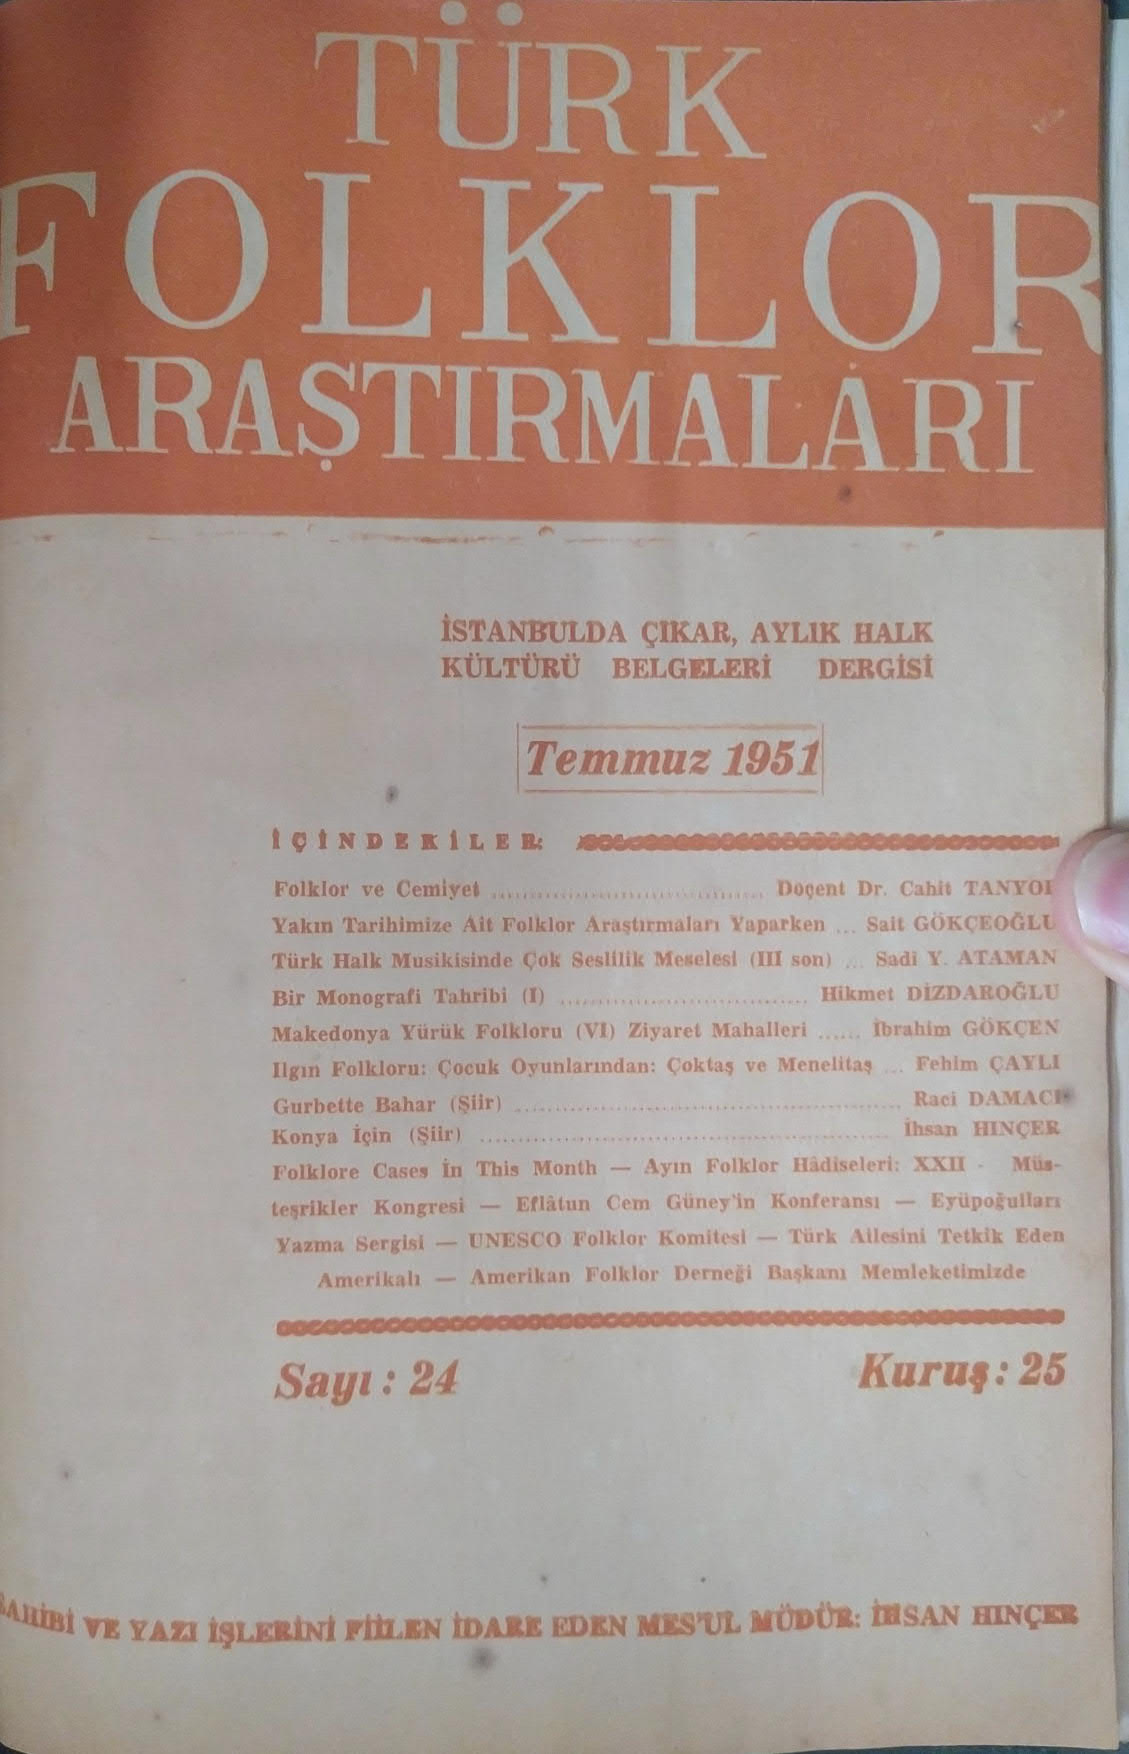 TÜRK
FOLKLOR
ARAŞTIRMALARI
İSTANBULDA ÇIKAR, AYLIK HALK
KÜLTÜRÜ BELGELERİ DERGİSİ
Temmuz 1951
İÇİNDEKİLER:
Folklor ve Cemiyet ........................ Doçent Dr. Cahit TANYOL
Yakın Tarihimize Ait Folklor Araştırmaları Yaparken ... Sait GÖKÇEOĞLU
Türk Halk Musikisinde Çok Seslilik Meselesi (III son) ... Sadi Y. ATAMAN
Bir Monografi Tahribi (I) ........................ Hikmet DİZDAROĞLU
Makedonya Yürük Folkloru (VI) Ziyaret Mahalleri ...... İbrahim GÖKÇEN
Ilgın Folkloru: Çocuk Oyunlarından: Çoktaş ve Menelitaş ... Fehim ÇAYLI
Gurbette Bahar (Şiir) ........................ Raci DAMACI
Konya İçin (Şiir) ........................ İhsan HINÇER
Folklore Cases İn This Month — Ayın Folklor Hâdiseleri: XXII - Müs-
teşrikler Kongresi — Eflâtun Cem Güney'in Konferansı — Eyüpoğulları
Yazma Sergisi — UNESCO Folklor Komitesi — Türk Ailesini Tetkik Eden
Amerikalı — Amerikan Folklor Derneği Başkanı Memleketimizde
Sayı: 24
Kuruş: 25
SAHİBİ VE YAZI İŞLERİNİ FİİLEN İDARE EDEN MES'UL MÜDÜR: İHSAN HINÇER